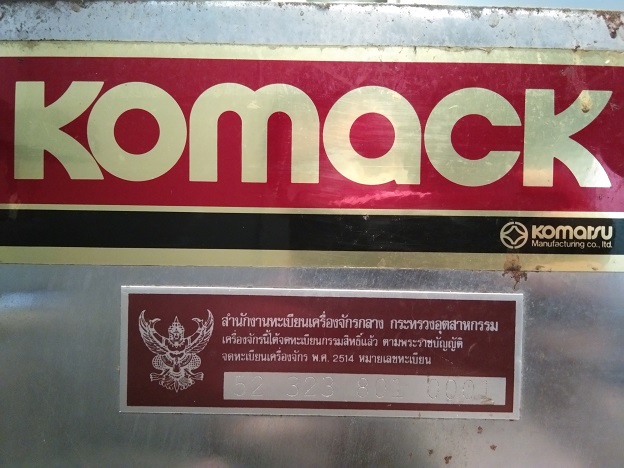 Komack
Komatsu
Manufacturing co., ltd.
สำนักงานทะเบียนเครื่องจักรกลาง กระทรวงอุตสาหกรรม
เครื่องจักรนี้ได้จดทะเบียนกรรมสิทธิ์แล้ว ตามพระราชบัญญัติ
จดทะเบียนเครื่องจักร พ.ศ. 2514 หมายเลขทะเบียน
52 323 801 0001